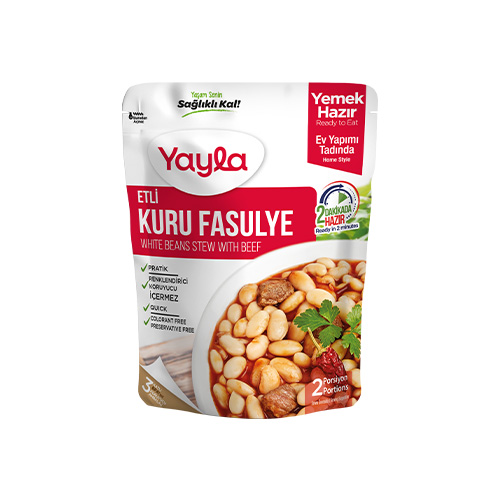 Yaşam Senin
Sağlıklı Kal!
Yemek
Hazır
Ready to Eat
Ev Yapımı
Tadında
Home Style
Yayla
ETLİ
KURU FASULYE
WHITE BEANS STEW WITH BEEF
2 DAKİKADA
HAZIR
Ready in 2 minutes
PRATİK
RENKLENDİRİCİ
KORUYUCU
İÇERMEZ
QUICK
COLORANT FREE
PRESERVATIVE FREE
3
2 Porsiyon
Portions